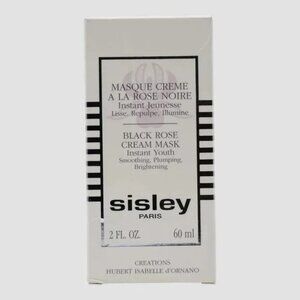 MASQUE CREME
A LA ROSE NOIRE
Instant Jeunesse
Lisse, Repulpe, Illumine
BLACK ROSE
CREAM MASK
Instant Youth
Smoothing, Plumping,
Brightening
sisley
PARIS
2 FL. OZ. 60 ml
CREATIONS
HUBERT ISABELLE d'ORNANO